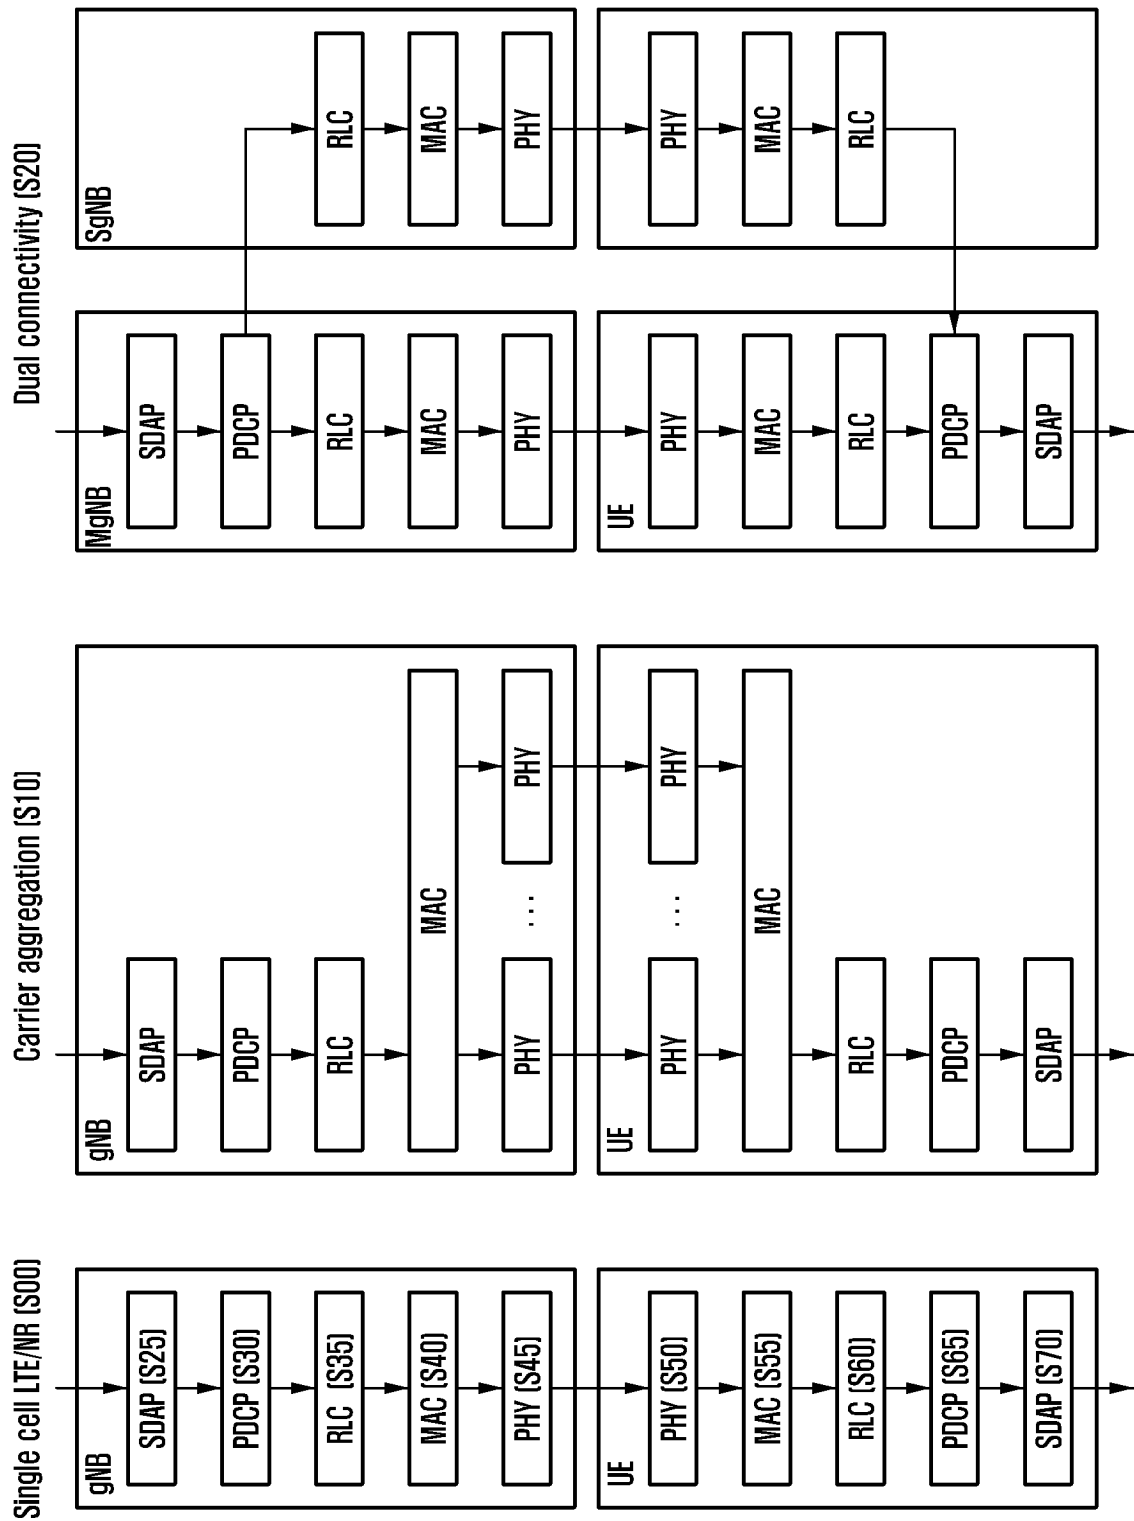 Single cell LTE/NR (S00)
gNB
SDAP (S25)
PDCP (S30)
RLC (S35)
MAC (S40)
PHY (S45)
UE
PHY (S50)
MAC (S55)
RLC (S60)
PDCP (S65)
SDAP (S70)
Carrier aggregation (S10)
gNB
SDAP
PDCP
RLC
MAC
PHY
...
PHY
UE
PHY
...
PHY
MAC
RLC
PDCP
SDAP
Dual connectivity (S20)
MgNB
SDAP
PDCP
RLC
MAC
PHY
SgNB
RLC
MAC
PHY
UE
PHY
MAC
RLC
PDCP
SDAP
PHY
MAC
RLC